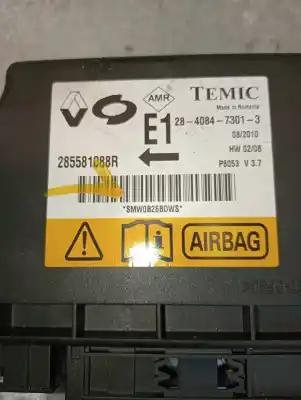 AMR
TEMIC
Made in Romania
E1
28-4084-7301-3
08/2010
HW 02/08
285581088R
P8053 V 3.7
*SMW0B26B0WS*
AIRBAG